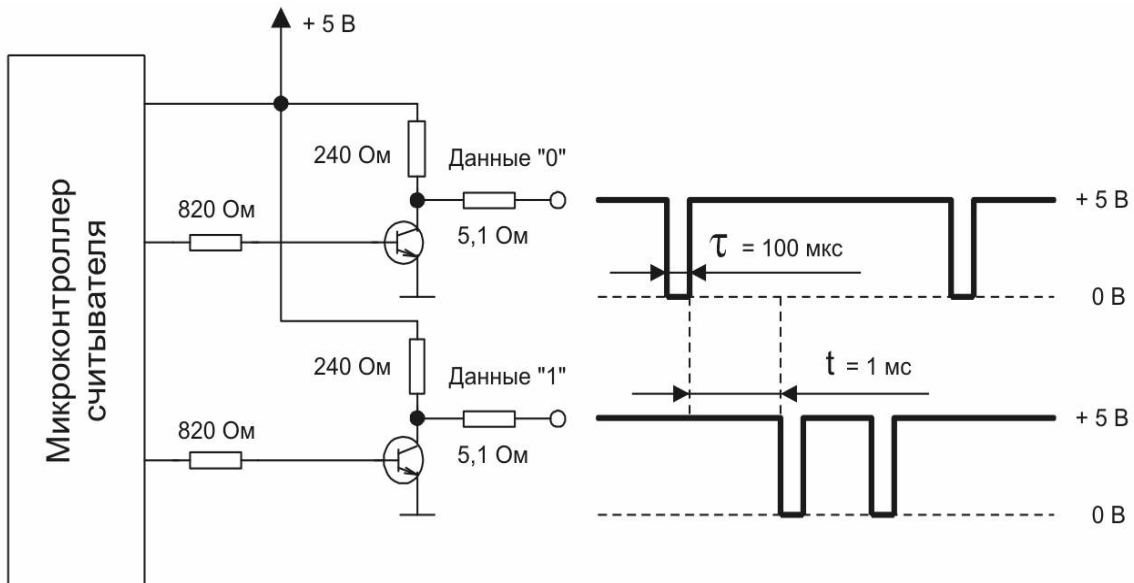 + 5 В
Микроконтроллер
считывателя
240 Ом
Данные "0"
820 Ом
5,1 Ом
+ 5 В
τ = 100 мкс
0 В
240 Ом
Данные "1"
t = 1 мс
820 Ом
5,1 Ом
+ 5 В
0 В